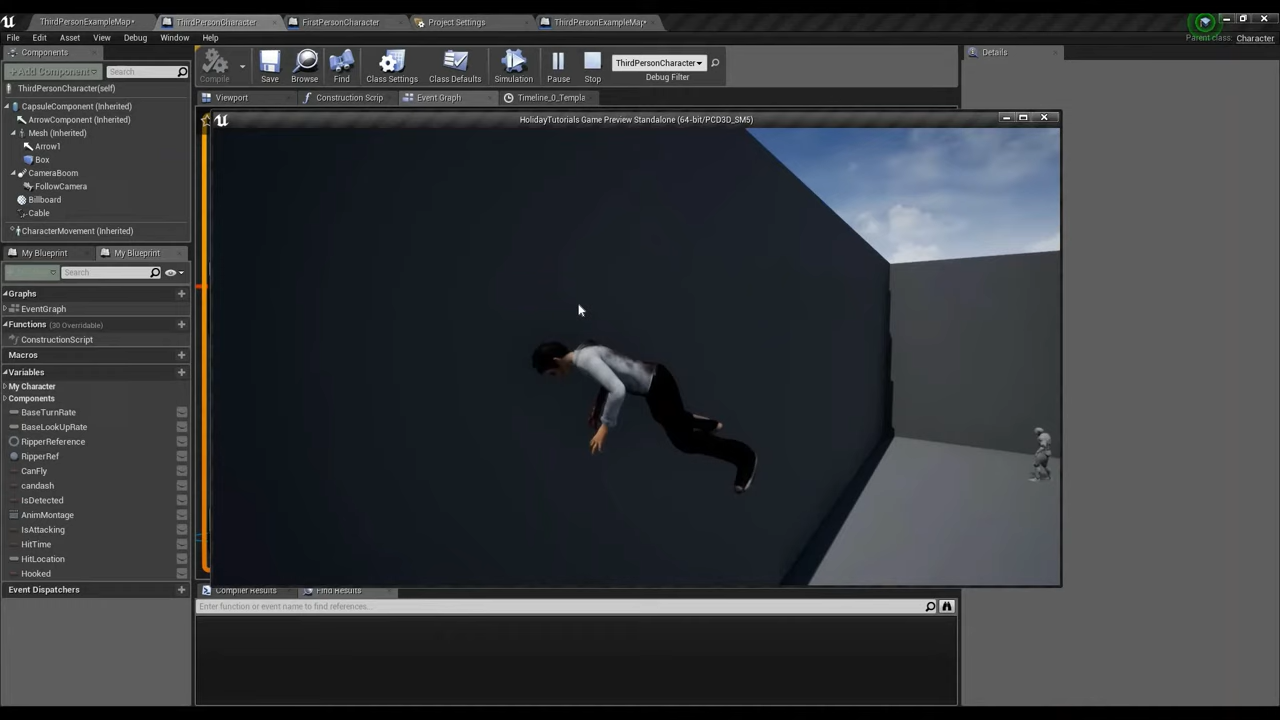 ThirdPersonExampleMap*
ThirdPersonCharacter
FirstPersonCharacter
Project Settings
ThirdPersonExampleMap*
Parent class: Character
File
Edit
Asset
View
Debug
Window
Help
Components
Details
+Add Component
Search
Compile
Save
Browse
Find
Class Settings
Class Defaults
Simulation
Pause
Stop
ThirdPersonCharacter
Debug Filter
ThirdPersonCharacter(self)
Viewport
Construction Scrip
Event Graph
Timeline_0_Templa
CapsuleComponent (Inherited)
ArrowComponent (Inherited)
Mesh (Inherited)
Arrow1
Box
CameraBoom
FollowCamera
Billboard
Cable
CharacterMovement (Inherited)
HolidayTutorials Game Preview Standalone (64-bit/PCD3D_SM5)
My Blueprint
My Blueprint
Search
Graphs
EventGraph
Functions (30 Overridable)
ConstructionScript
Macros
Variables
My Character
Components
BaseTurnRate
BaseLookUpRate
RipperReference
RipperRef
CanFly
candash
IsDetected
AnimMontage
IsAttacking
HitTime
HitLocation
Hooked
Event Dispatchers
Compiler Results
Find Results
Enter function or event name to find references...